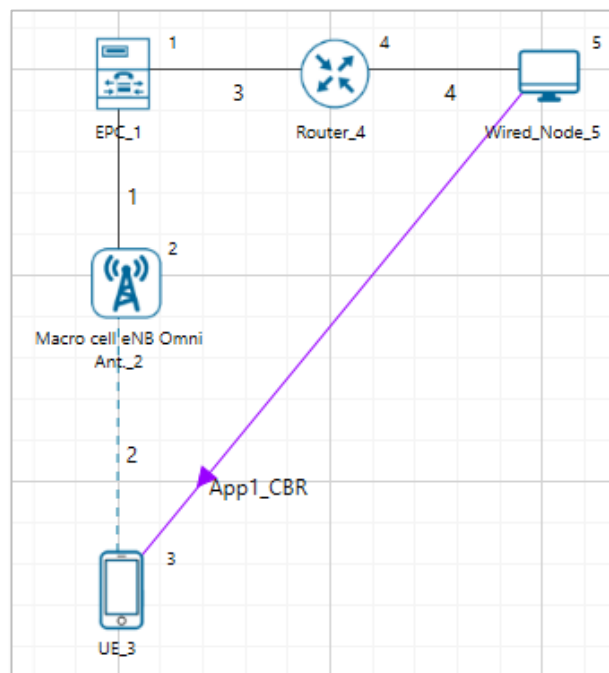 1
4
5
3
4
EPC_1
Router_4
Wired_Node_5
1
2
Macro cell eNB Omni
Ant._2
2
App1_CBR
3
UE_3